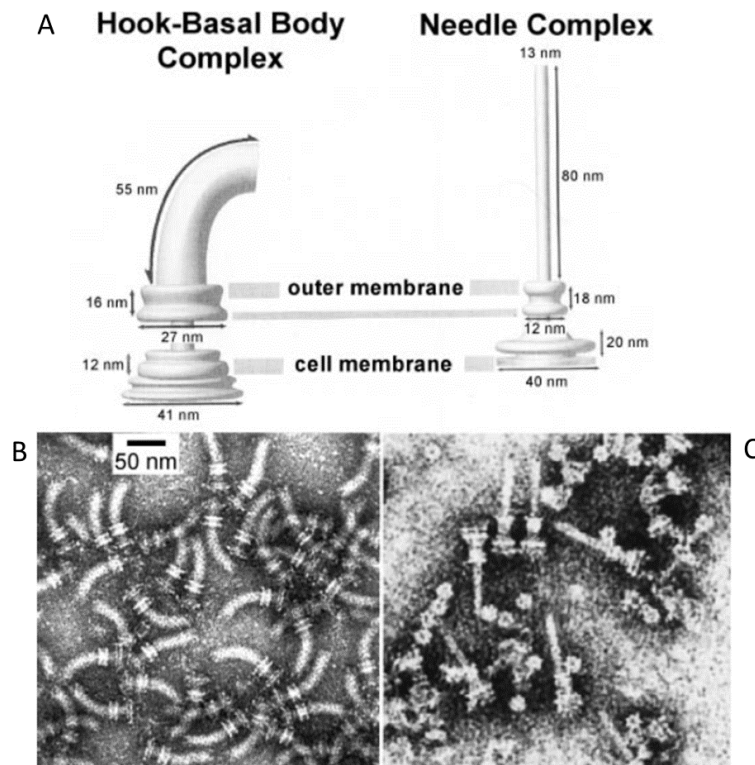 A
Hook-Basal Body
Complex
Needle Complex
13 nm
55 nm
80 nm
outer membrane
16 nm
18 nm
27 nm
12 nm
20 nm
12 nm
cell membrane
40 nm
41 nm
B
50 nm
C